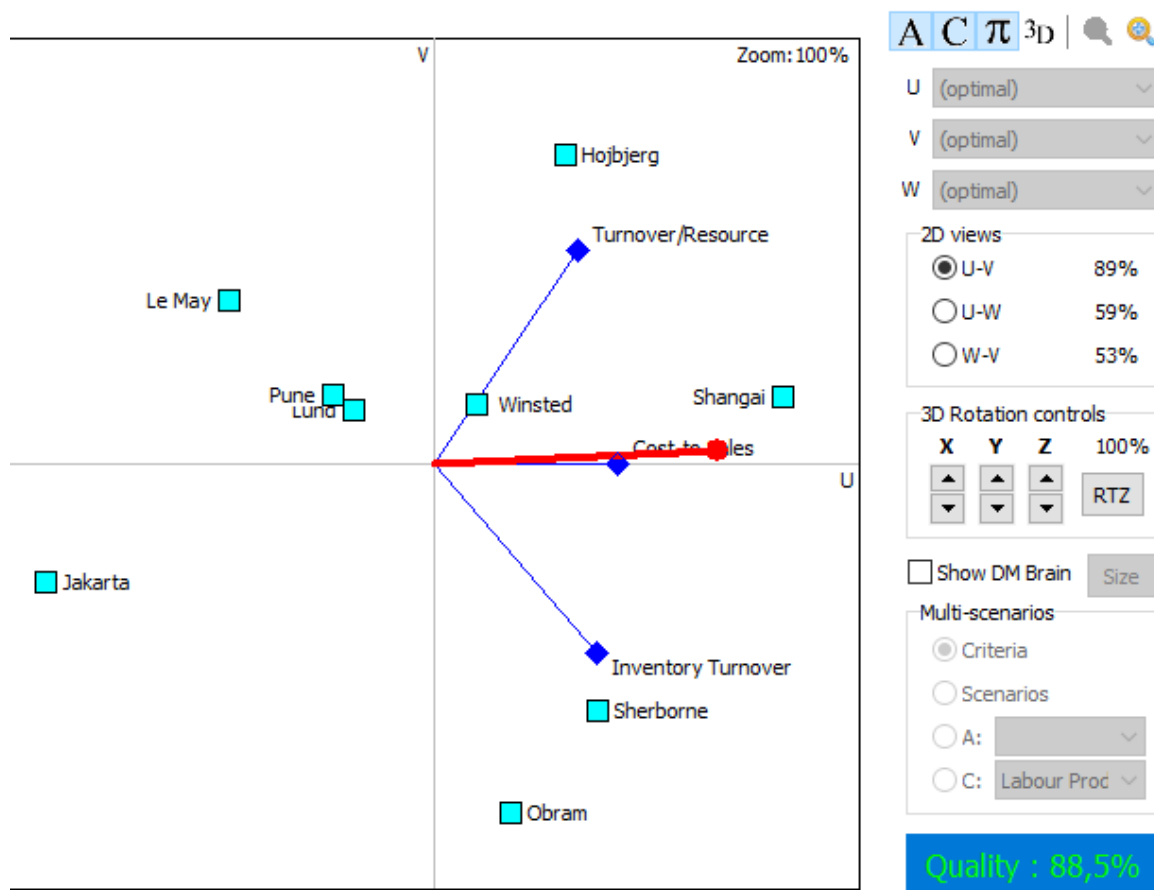 A C π 3D
V
Zoom: 100%
U (optimal)
Hojbjerg
V (optimal)
W (optimal)
Turnover/Resource
2D views
U-V 89%
Le May
U-W 59%
W-V 53%
Pune
Lund
Winsted
Shangai
3D Rotation controls
X Y Z 100%
U
RTZ
Jakarta
Show DM Brain Size
Multi-scenarios
Criteria
Inventory Turnover
Scenarios
Sherborne
A:
C: Labour Prod
Obram
Quality : 88,5%